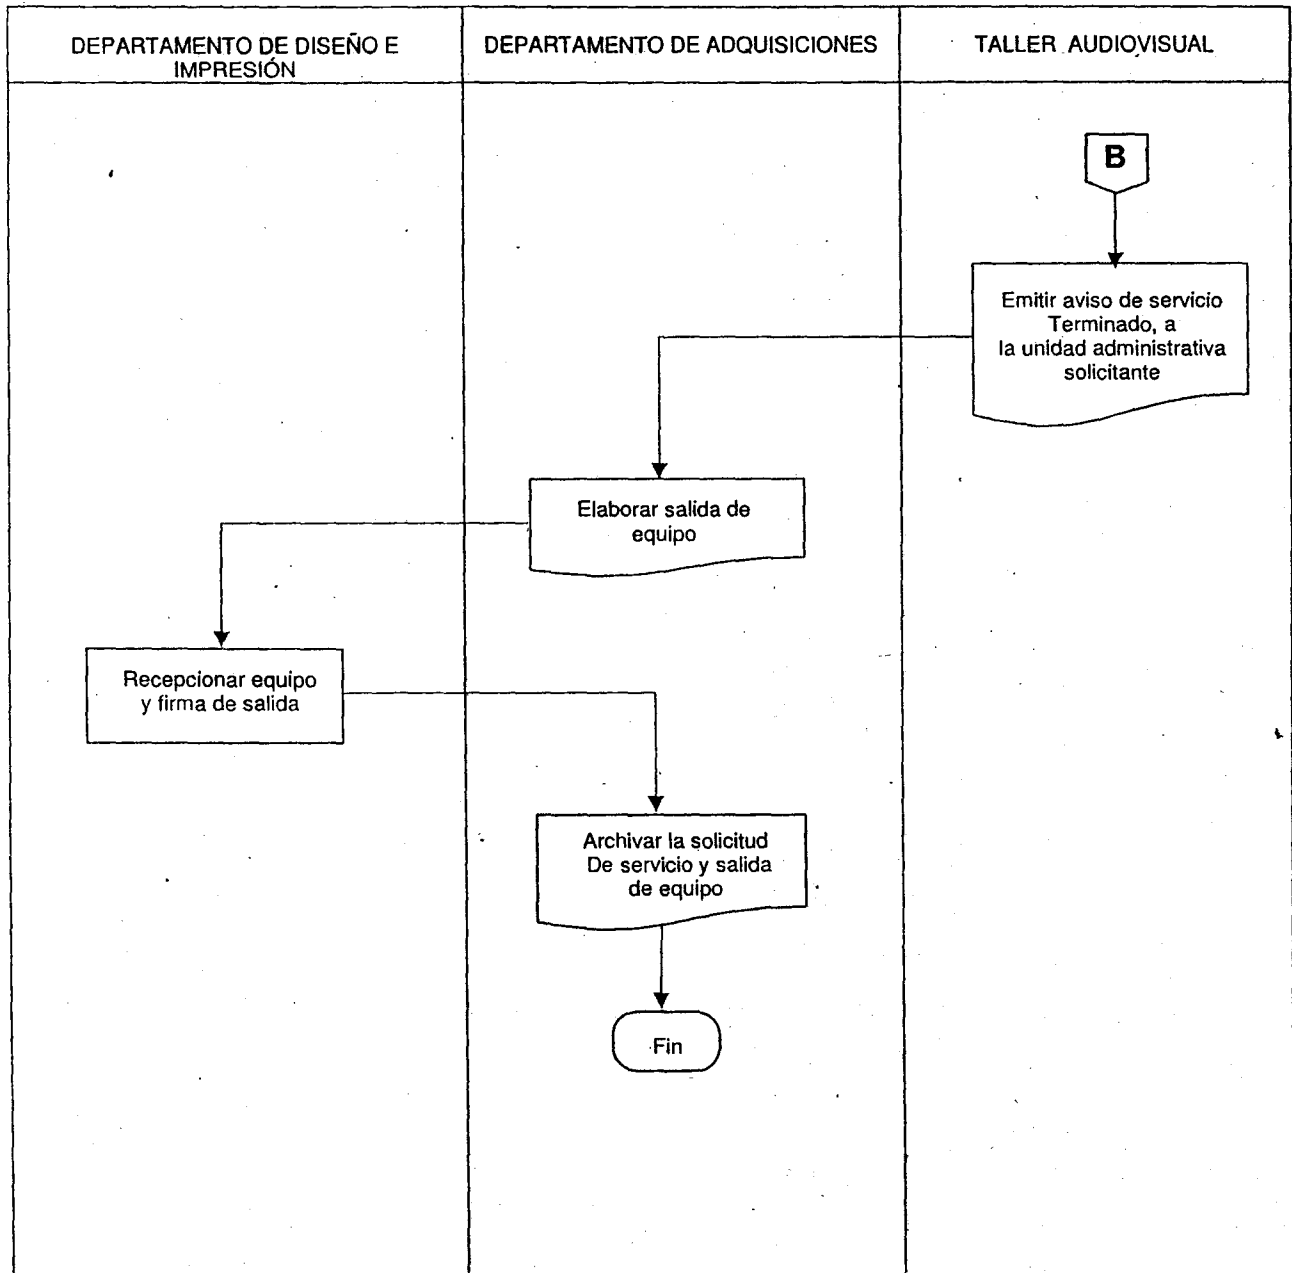 DEPARTAMENTO DE DISEÑO E
IMPRESIÓN
DEPARTAMENTO DE ADQUISICIONES
TALLER AUDIOVISUAL
B
Emitir aviso de servicio
Terminado, a
la unidad administrativa
solicitante
Elaborar salida de
equipo
Recepcionar equipo
y firma de salida
Archivar la solicitud
De servicio y salida
de equipo
Fin